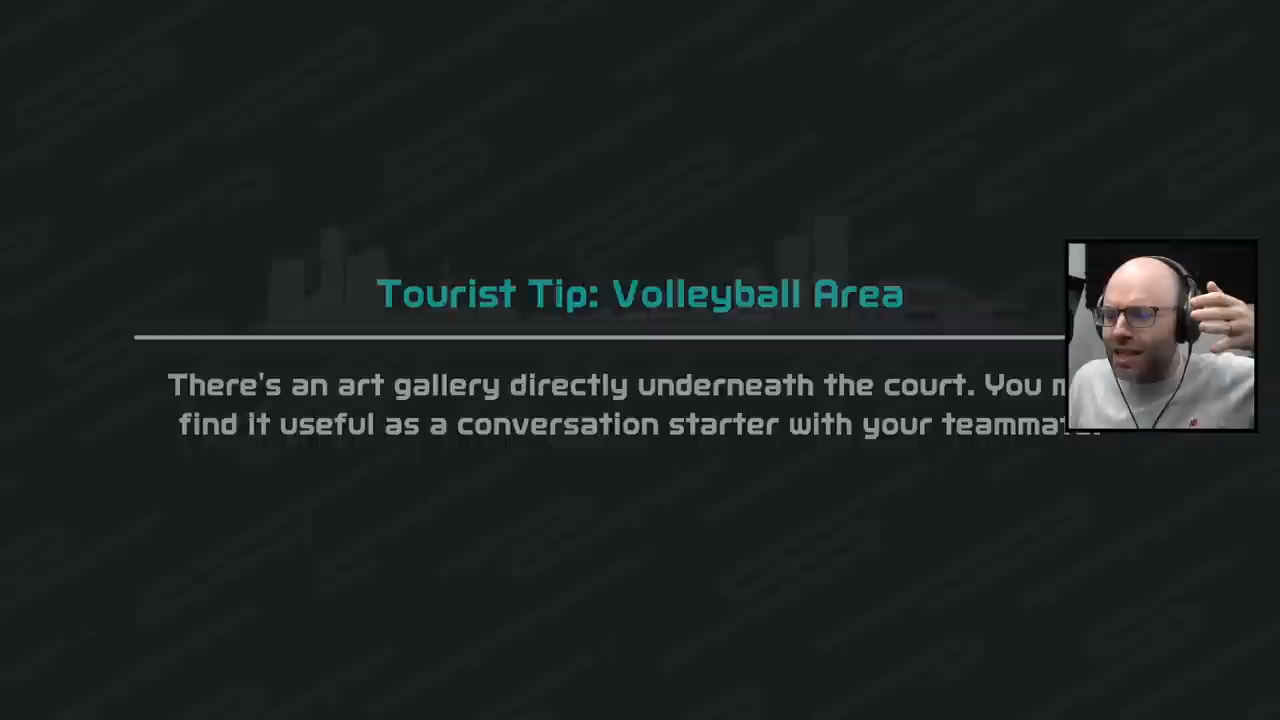 Tourist Tip: Volleyball Area
There's an art gallery directly underneath the court. You
find it useful as a conversation starter with your